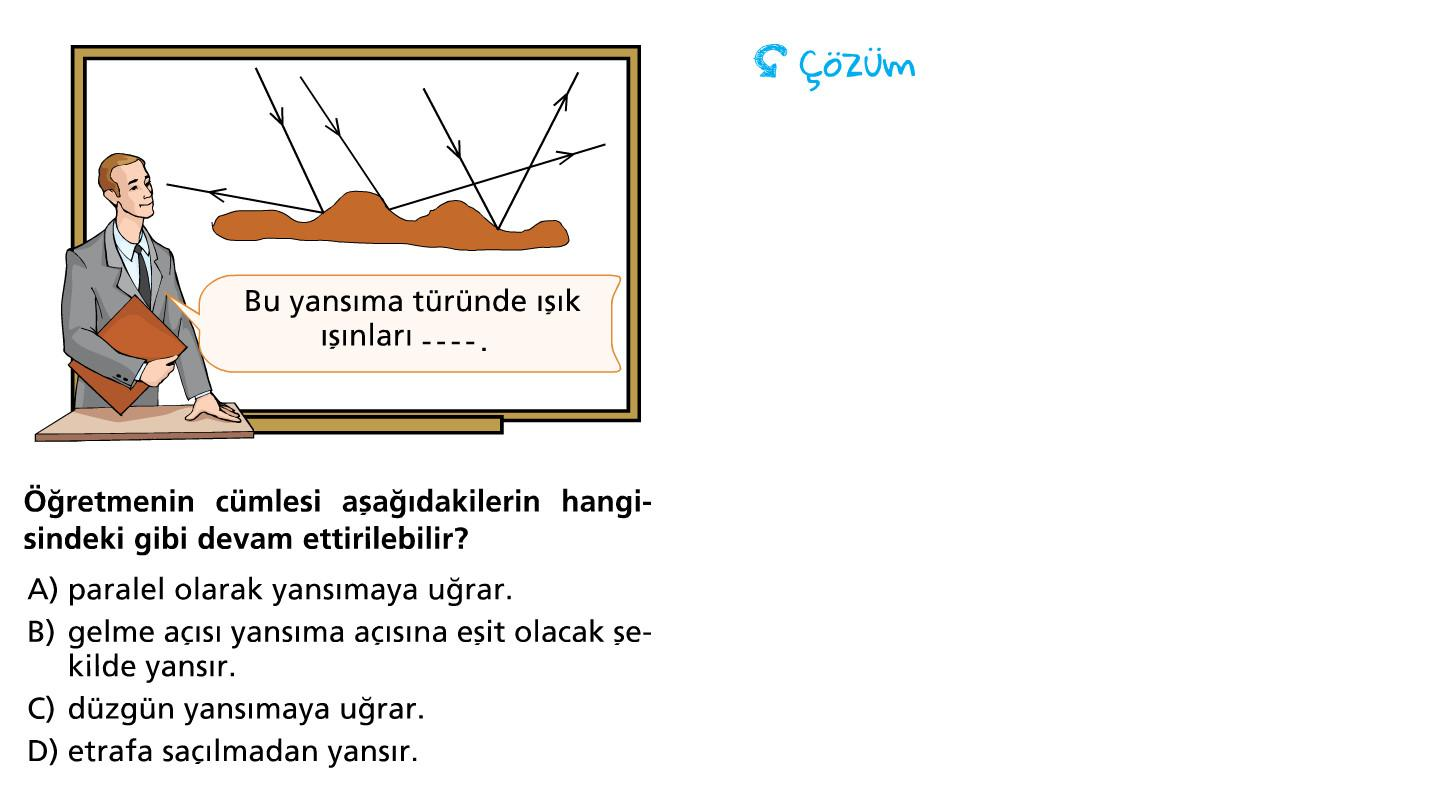 Bu yansıma türünde ışık
ışınları ----.
Öğretmenin cümlesi aşağıdakilerin hangi-
sindeki gibi devam ettirilebilir?
A) paralel olarak yansımaya uğrar.
B) gelme açısı yansıma açısına eşit olacak şe-
kilde yansır.
C) düzgün yansımaya uğrar.
D) etrafa saçılmadan yansır.
Çözüm